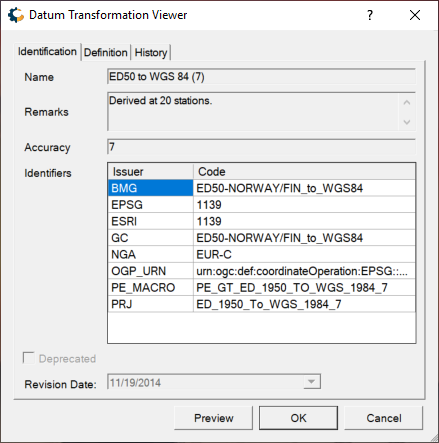 Datum Transformation Viewer
Identification Definition History
Name ED50 to WGS 84 (7)
Remarks Derived at 20 stations.
Accuracy 7
Identifiers Issuer Code
BMG ED50-NORWAY/FIN_to_WGS84
EPSG 1139
ESRI 1139
GC ED50-NORWAY/FIN_to_WGS84
NGA EUR-C
OGP_URN urn:ogc:def:coordinateOperation:EPSG::...
PE_MACRO PE_GT_ED_1950_TO_WGS_1984_7
PRJ ED_1950_To_WGS_1984_7
Deprecated
Revision Date: 11/19/2014
Preview OK Cancel